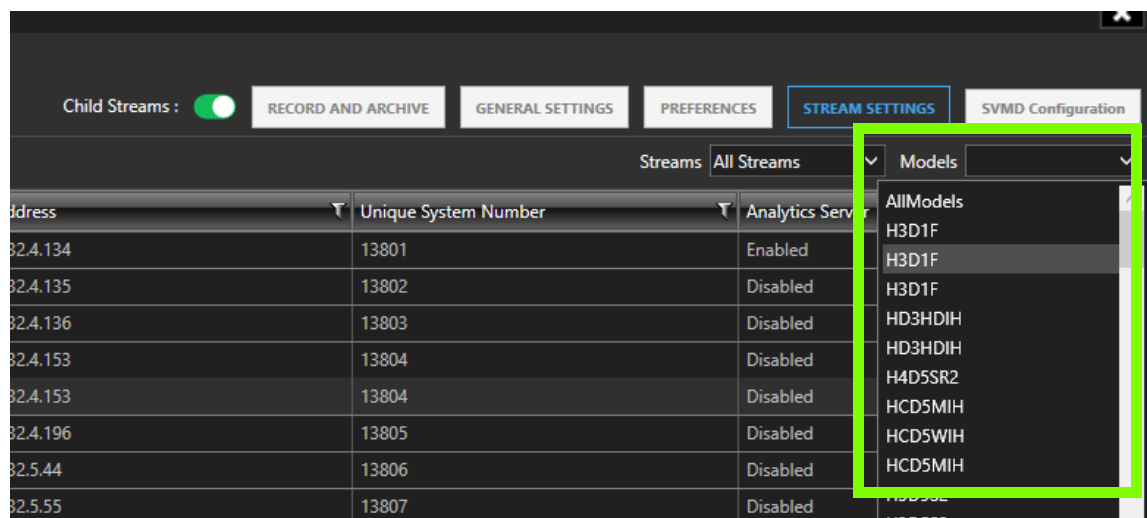 Child Streams : RECORD AND ARCHIVE GENERAL SETTINGS PREFERENCES STREAM SETTINGS SVMD Configuration
Streams All Streams Models
ddress Unique System Number Analytics Server
32.4.134 13801 Enabled
32.4.135 13802 Disabled
32.4.136 13803 Disabled
32.4.153 13804 Disabled
32.4.153 13804 Disabled
32.4.196 13805 Disabled
32.5.44 13806 Disabled
32.5.55 13807 Disabled
AllModels
H3D1F
H3D1F
H3D1F
HD3HDIH
HD3HDIH
H4D5SR2
HCD5MIH
HCD5WIH
HCD5MIH